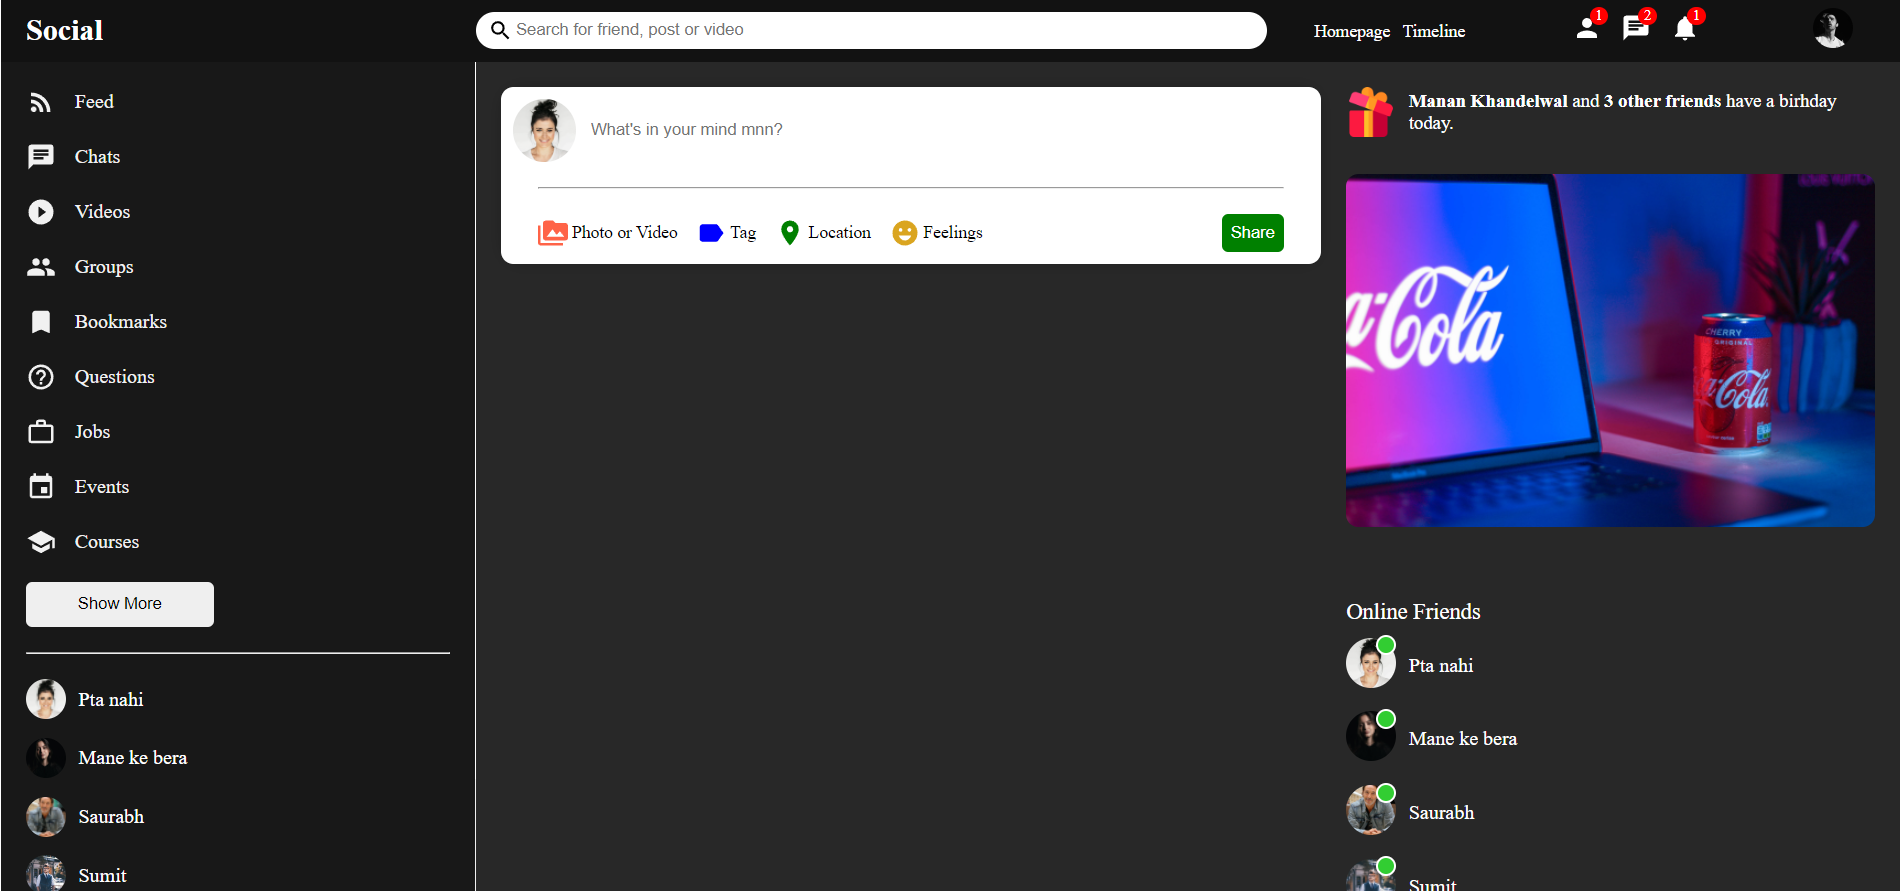 Social
Search for friend, post or video
Homepage Timeline
1
2
1
Feed
Chats
Videos
Groups
Bookmarks
Questions
Jobs
Events
Courses
Show More
Pta nahi
Mane ke bera
Saurabh
Sumit
What's in your mind mnn?
Photo or Video
Tag
Location
Feelings
Share
Manan Khandelwal and 3 other friends have a birhday
today.
a-Cola
CHERRY
ORIGINAL
a-Cola
Online Friends
Pta nahi
Mane ke bera
Saurabh
Sumit